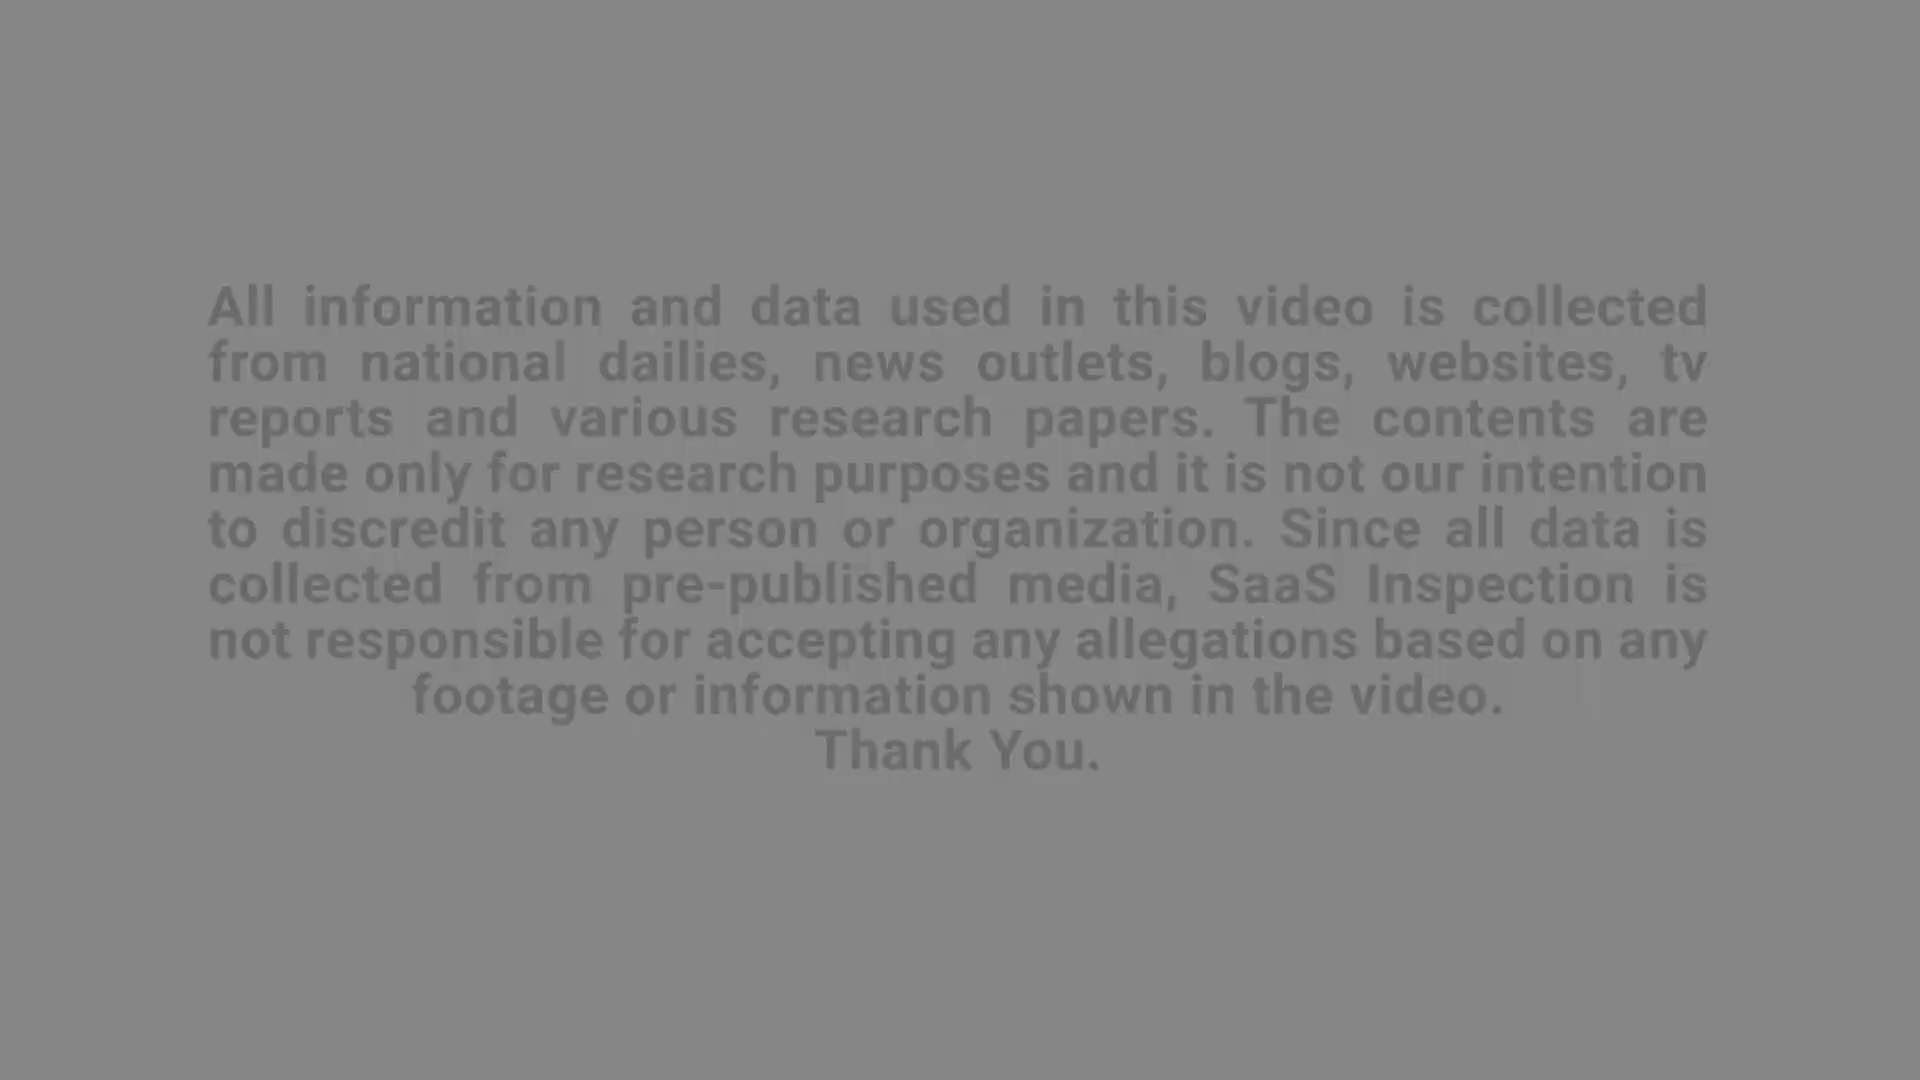 All information and data used in this video is collected
from national dailies, news outlets, blogs, websites, tv
reports and various research papers. The contents are
made only for research purposes and it is not our intention
to discredit any person or organization. Since all data is
collected from pre-published media, SaaS Inspection is
not responsible for accepting any allegations based on any
footage or information shown in the video.
Thank You.